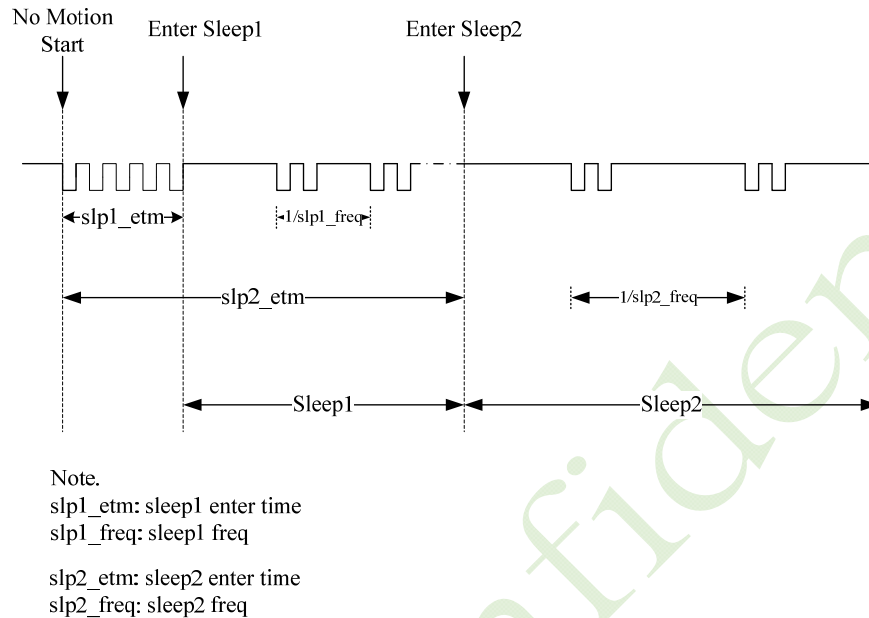 No Motion
Start
Enter Sleep1
Enter Sleep2
slp1_etm
1/slp1_freq
slp2_etm
1/slp2_freq
Sleep1
Sleep2
Note.
slp1_etm: sleep1 enter time
slp1_freq: sleep1 freq
slp2_etm: sleep2 enter time
slp2_freq: sleep2 freq
nfiden